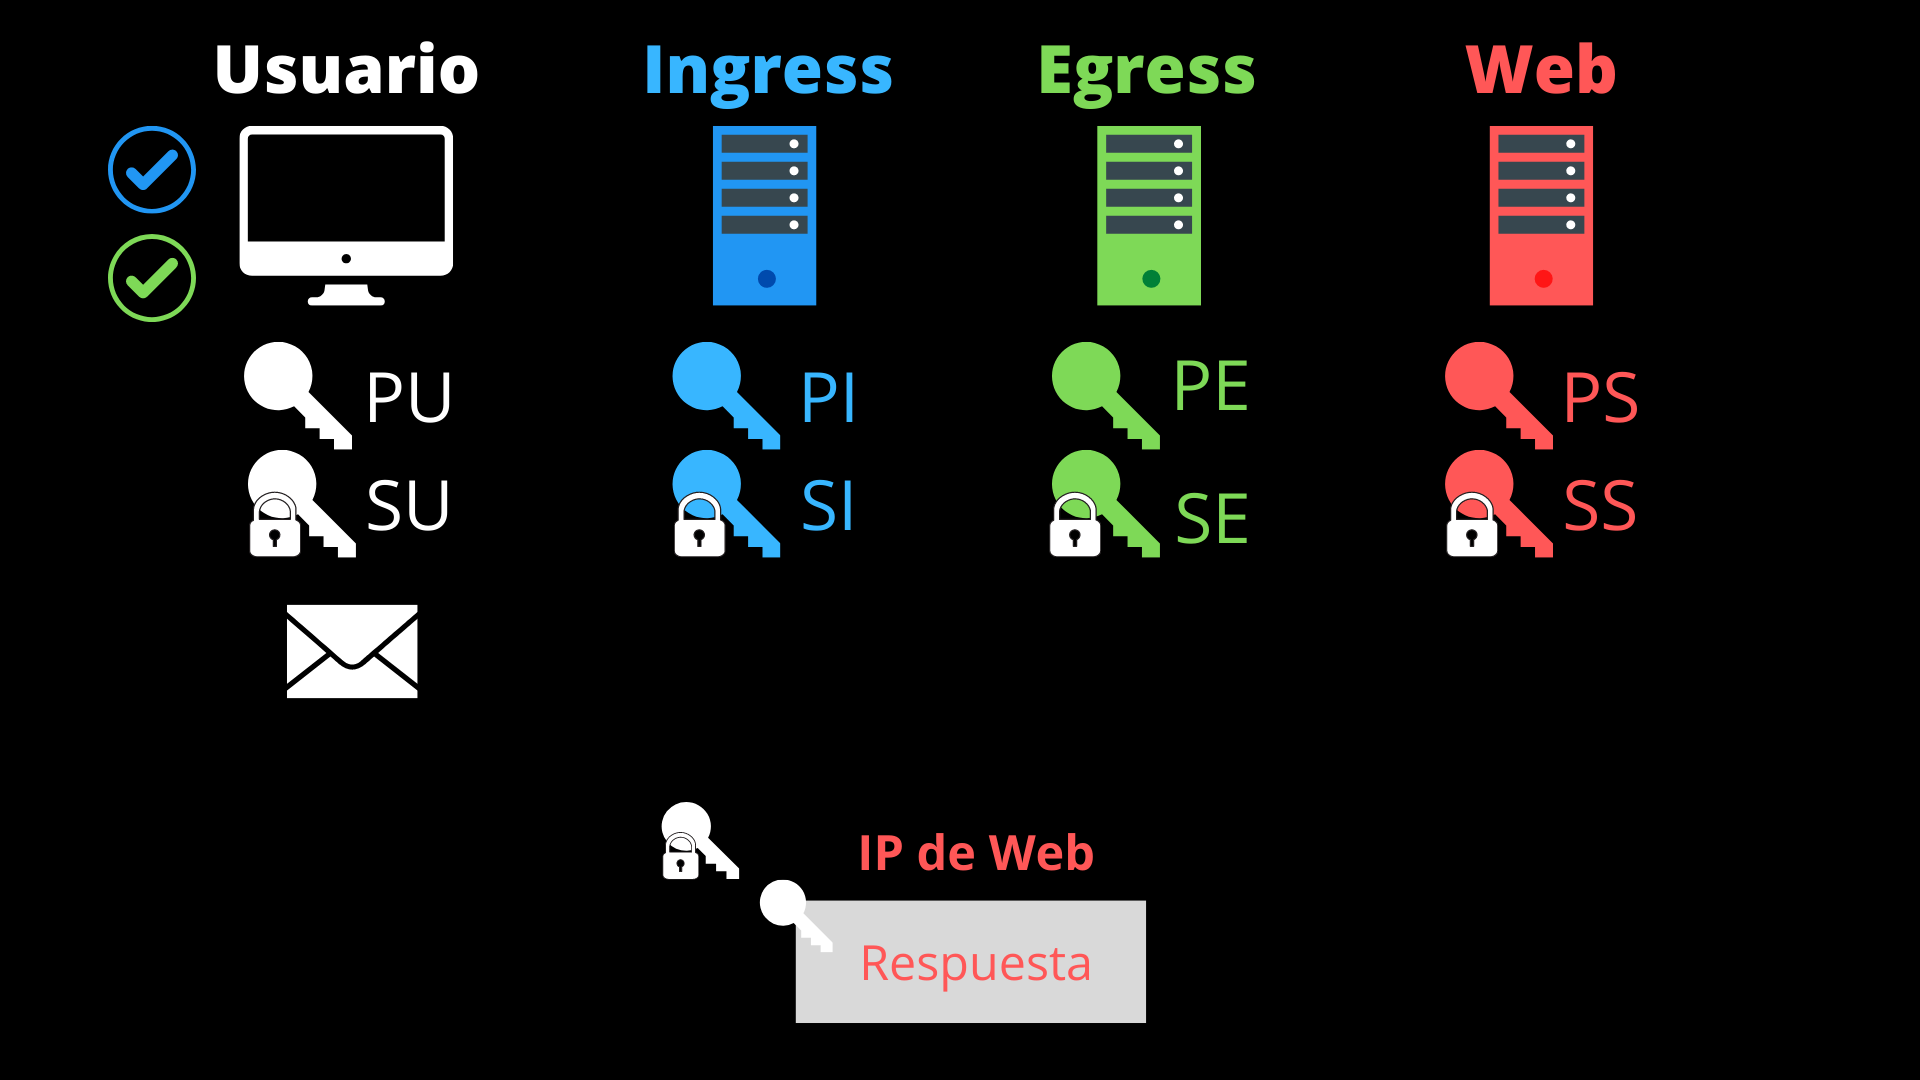 Usuario
Ingress
Egress
Web
PU
PI
PE
PS
SU
SI
SE
SS
IP de Web
Respuesta